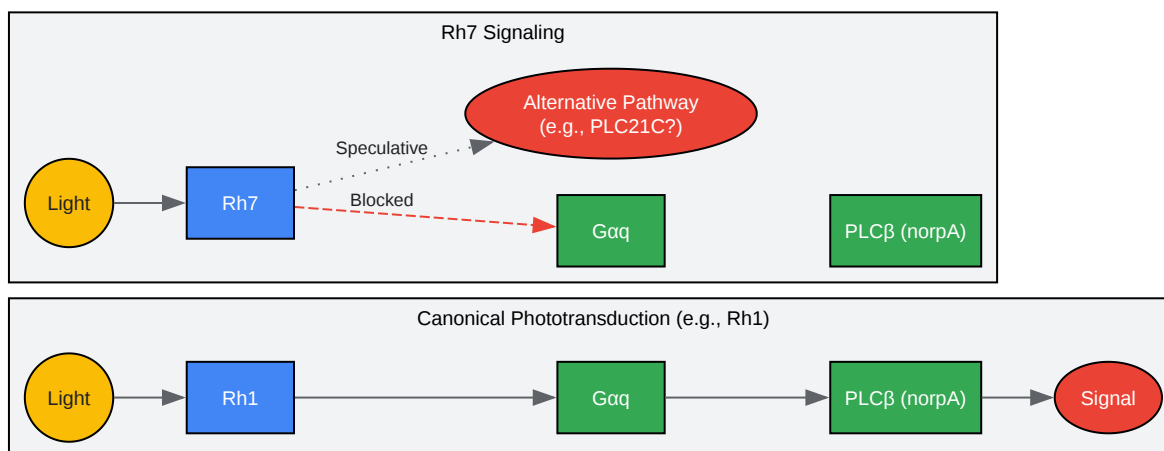 Rh7 Signaling
Alternative Pathway
(e.g., PLC21C?)
Speculative
Light
Rh7
Blocked
Gαq
PLCβ (norpA)
Canonical Phototransduction (e.g., Rh1)
Light
Rh1
Gαq
PLCβ (norpA)
Signal